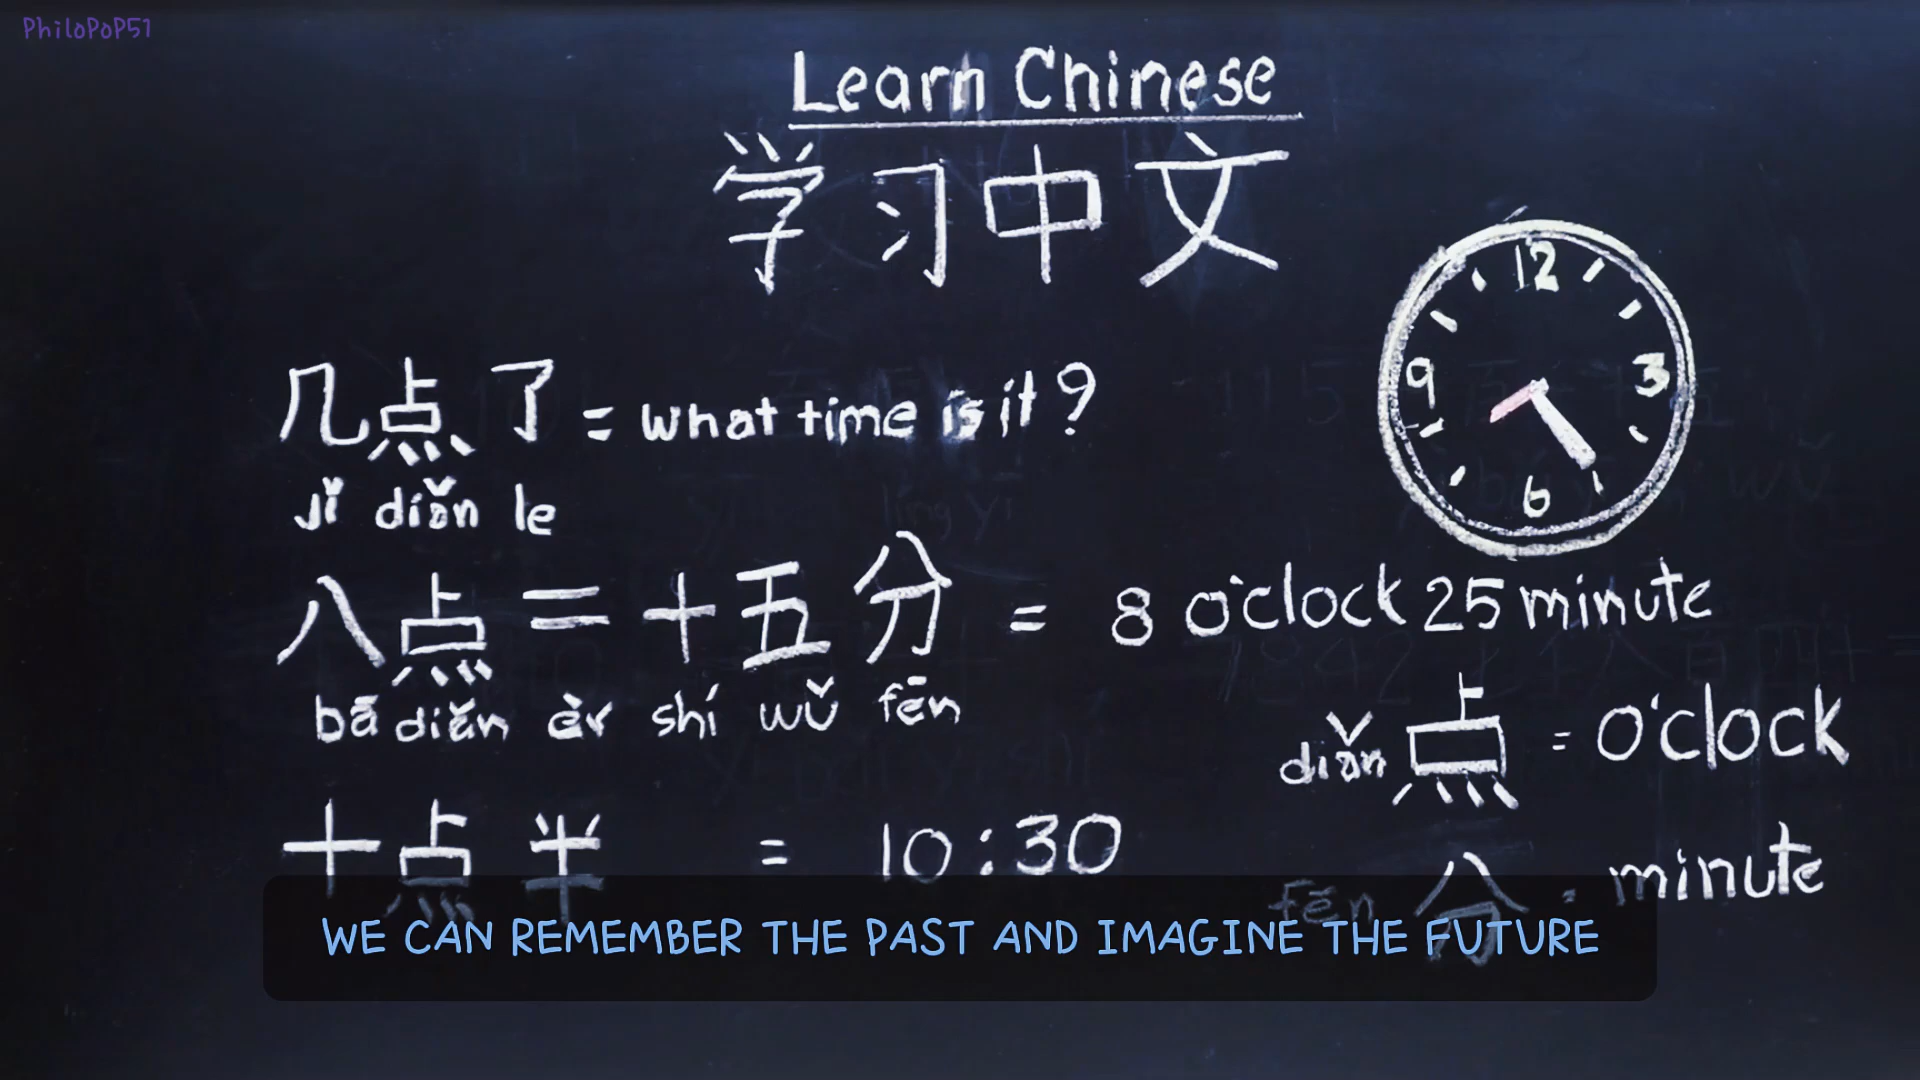 PhiloPoP51
Learn Chinese
学习中文
12
3
6
9
几点了 = what time is it?
jǐ diǎn le
八点二十五分 = 8 o'clock 25 minute
bā diǎn èr shí wǔ fēn
diǎn 点 = o'clock
十点半 = 10:30
fēn 分 = minute
WE CAN REMEMBER THE PAST AND IMAGINE THE FUTURE